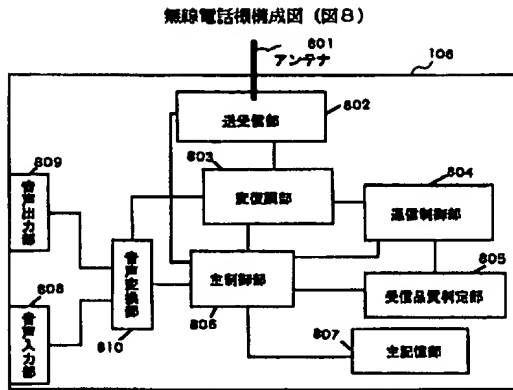 無線電話機構成図（図８）
801
アンテナ
106
802
送受信部
803
変復調部
804
通信制御部
805
受信品質判定部
主制御部
806
807
主記憶部
809
音声出力部
808
音声入力部
音声変換部
810